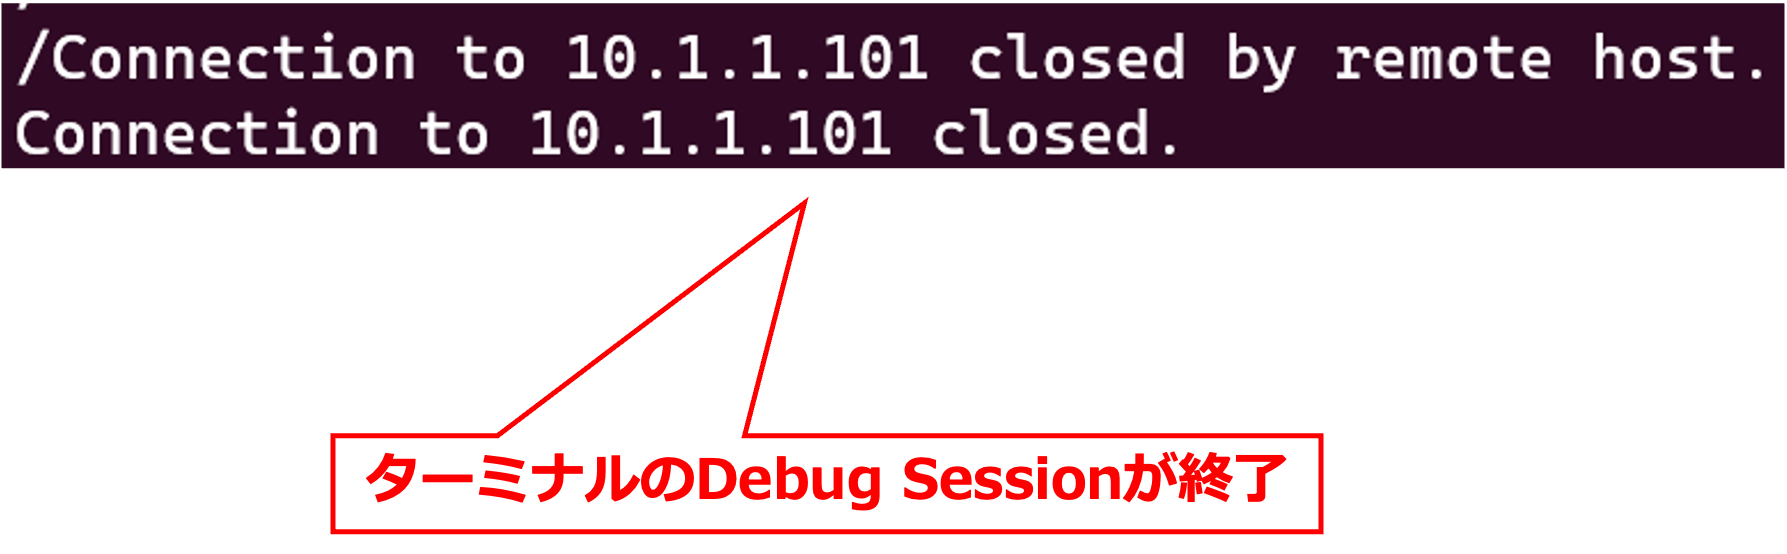 /Connection to 10.1.1.101 closed by remote host.
Connection to 10.1.1.101 closed.
ターミナルのDebug Sessionが終了